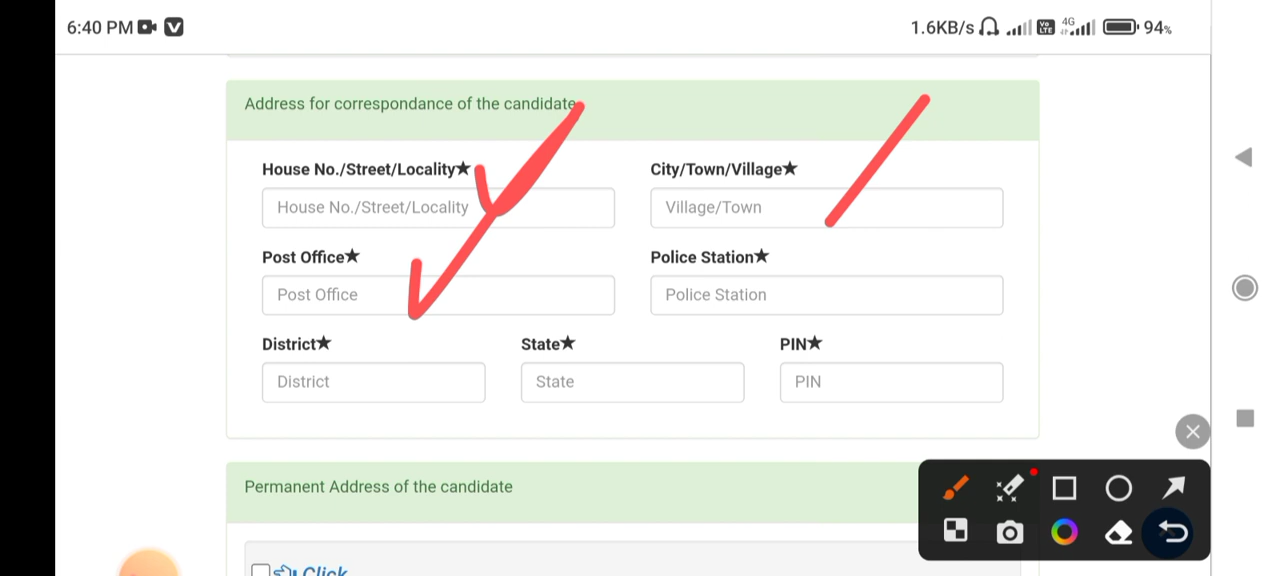 6:40 PM V 1.6KB/s Vo LTE 4G 94%
Address for correspondance of the candidate
House No./Street/Locality★ City/Town/Village★
House No./Street/Locality Village/Town
Post Office★ Police Station★
Post Office Police Station
District★ State★ PIN★
District State PIN
Permanent Address of the candidate
Click